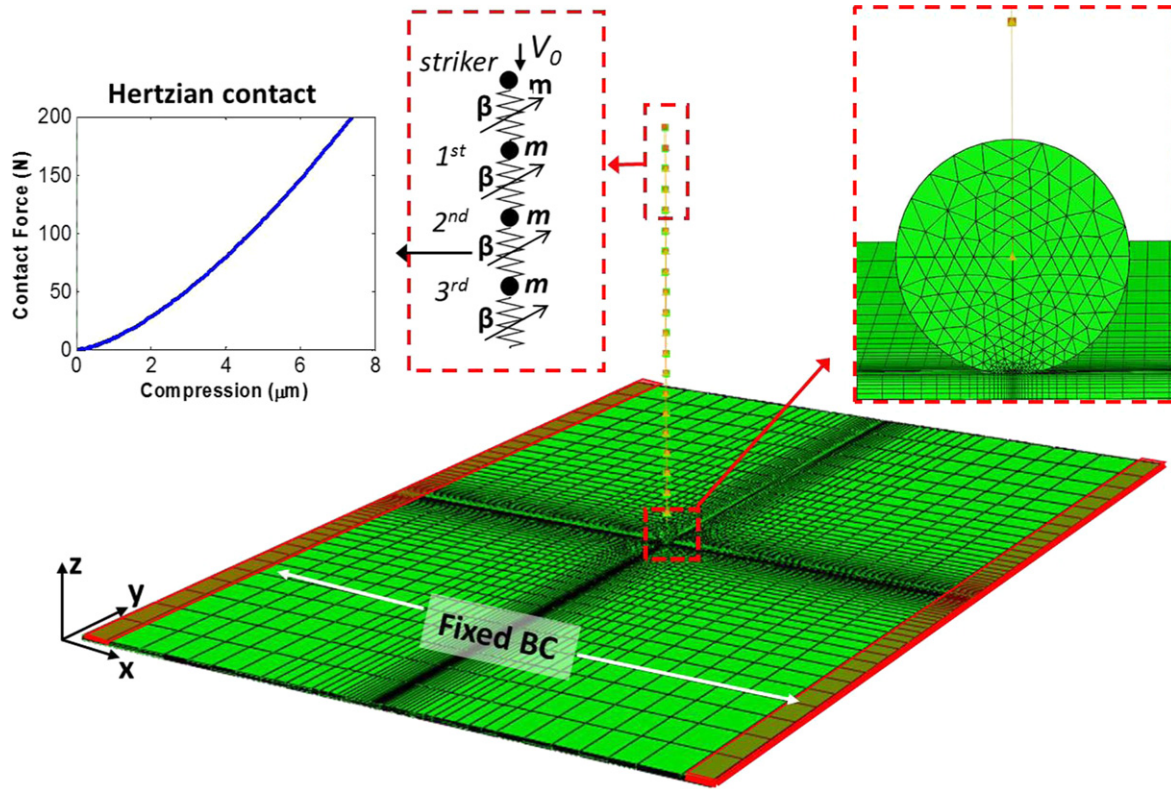 Hertzian contact
Contact Force (N)
200
150
100
50
0
0 2 4 6 8
Compression (μm)
striker
V0
m
β
1st
m
β
2nd
m
β
3rd
m
β
z
y
x
Fixed BC